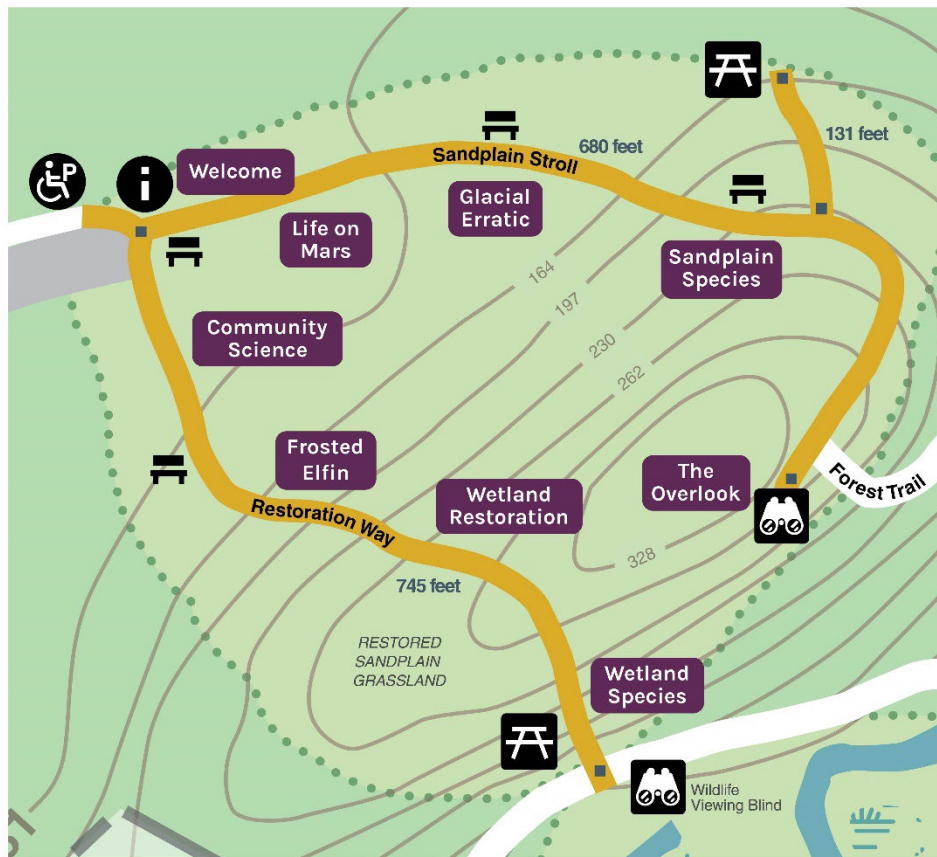 131 feet
680 feet
Sandplain Stroll
P
i
Welcome
Glacial
Erratic
Life on
Mars
Sandplain
Species
164
197
230
262
Community
Science
Frosted
Elfin
The
Overlook
Wetland
Restoration
Forest Trail
Restoration Way
328
745 feet
RESTORED
SANDPLAIN
GRASSLAND
Wetland
Species
Wildlife
Viewing Blind